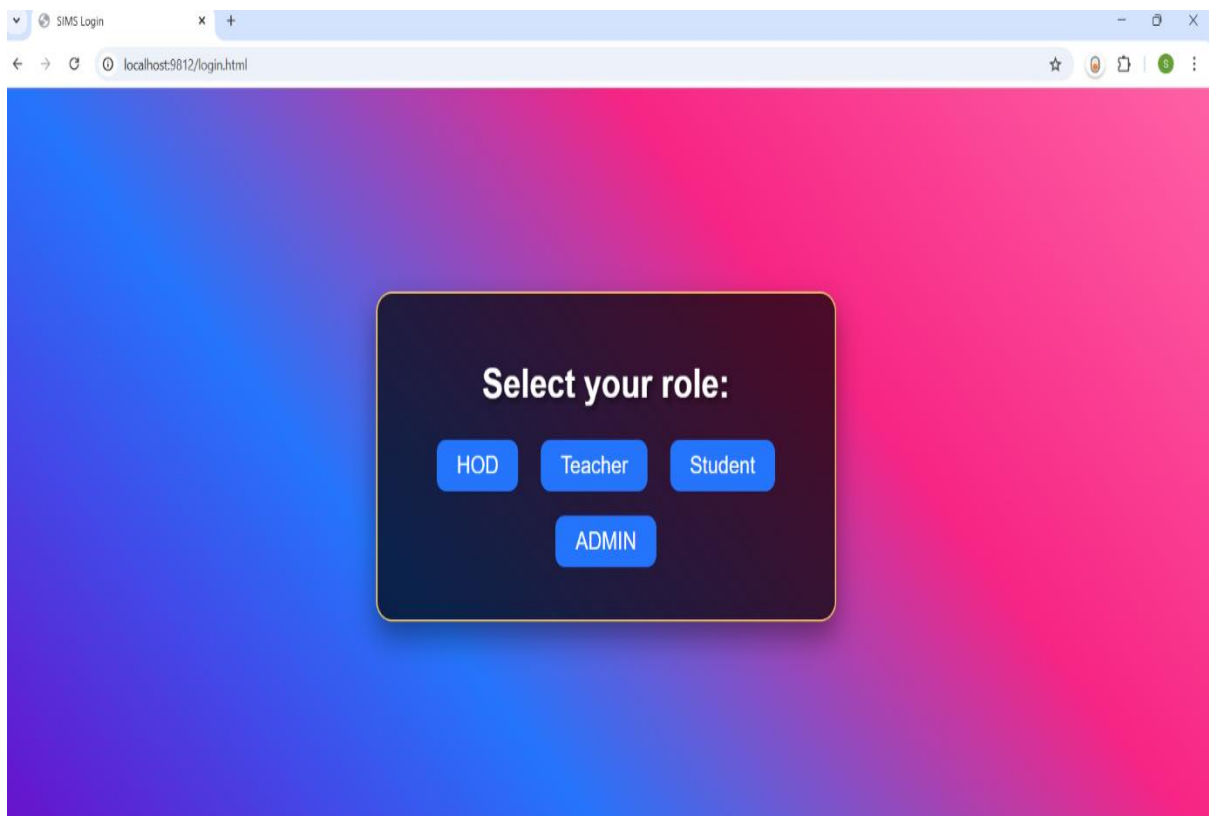 SIMS Login
localhost:9812/login.html
S
Select your role:
HOD Teacher Student
ADMIN